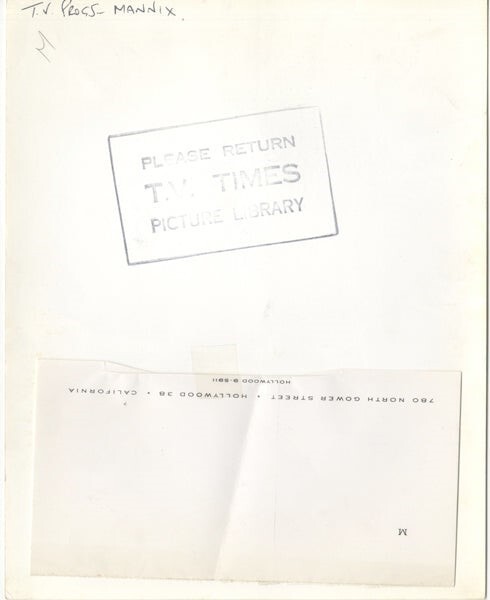 T.V. PROGS - MANNIX.
M
PLEASE RETURN
T.V. TIMES
PICTURE LIBRARY
HOLLYWOOD 9-5911
780 NORTH GOWER STREET • HOLLYWOOD 38 • CALIFORNIA
M